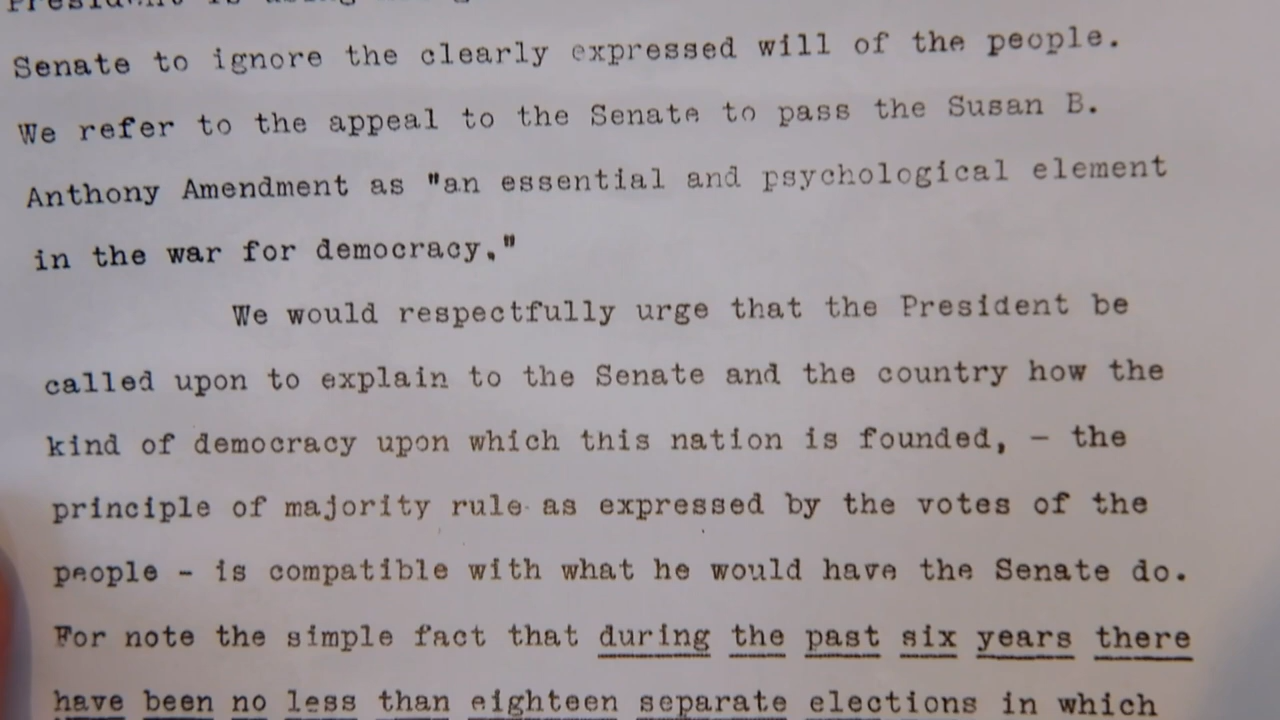 Senate to ignore the clearly expressed will of the people.
We refer to the appeal to the Senate to pass the Susan B.
Anthony Amendment as "an essential and psychological element
in the war for democracy."
We would respectfully urge that the President be
called upon to explain to the Senate and the country how the
kind of democracy upon which this nation is founded, - the
principle of majority rule as expressed by the votes of the
people - is compatible with what he would have the Senate do.
For note the simple fact that during the past six years there
have been no less than eighteen separate elections in which